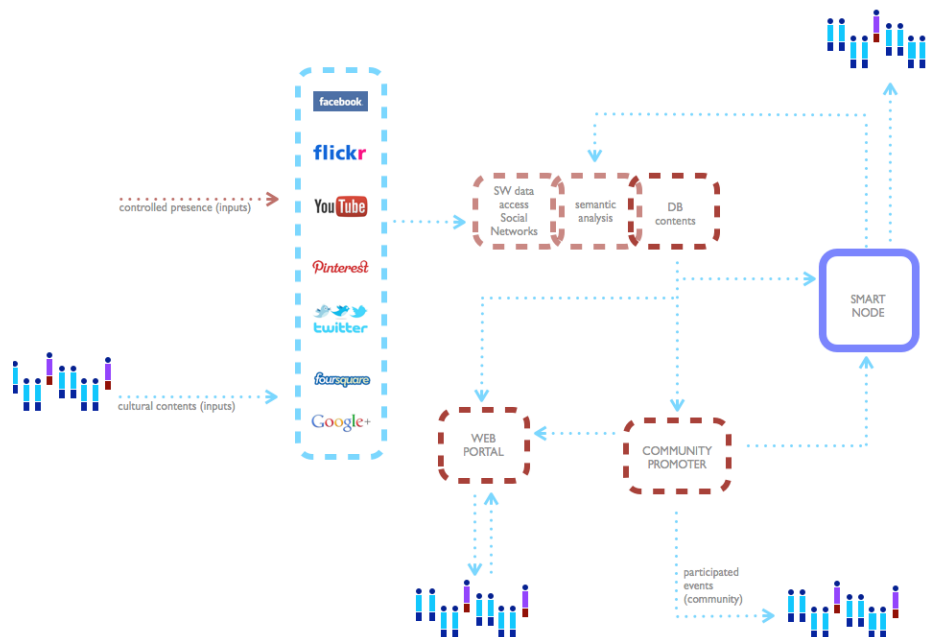 facebook
flickr
YouTube
Pinterest
twitter
foursquare
Google+
controlled presence (inputs)
cultural contents (inputs)
SW data
access
Social
Networks
semantic
analysis
DB
contents
SMART
NODE
WEB
PORTAL
COMMUNITY
PROMOTER
participated
events
(community)